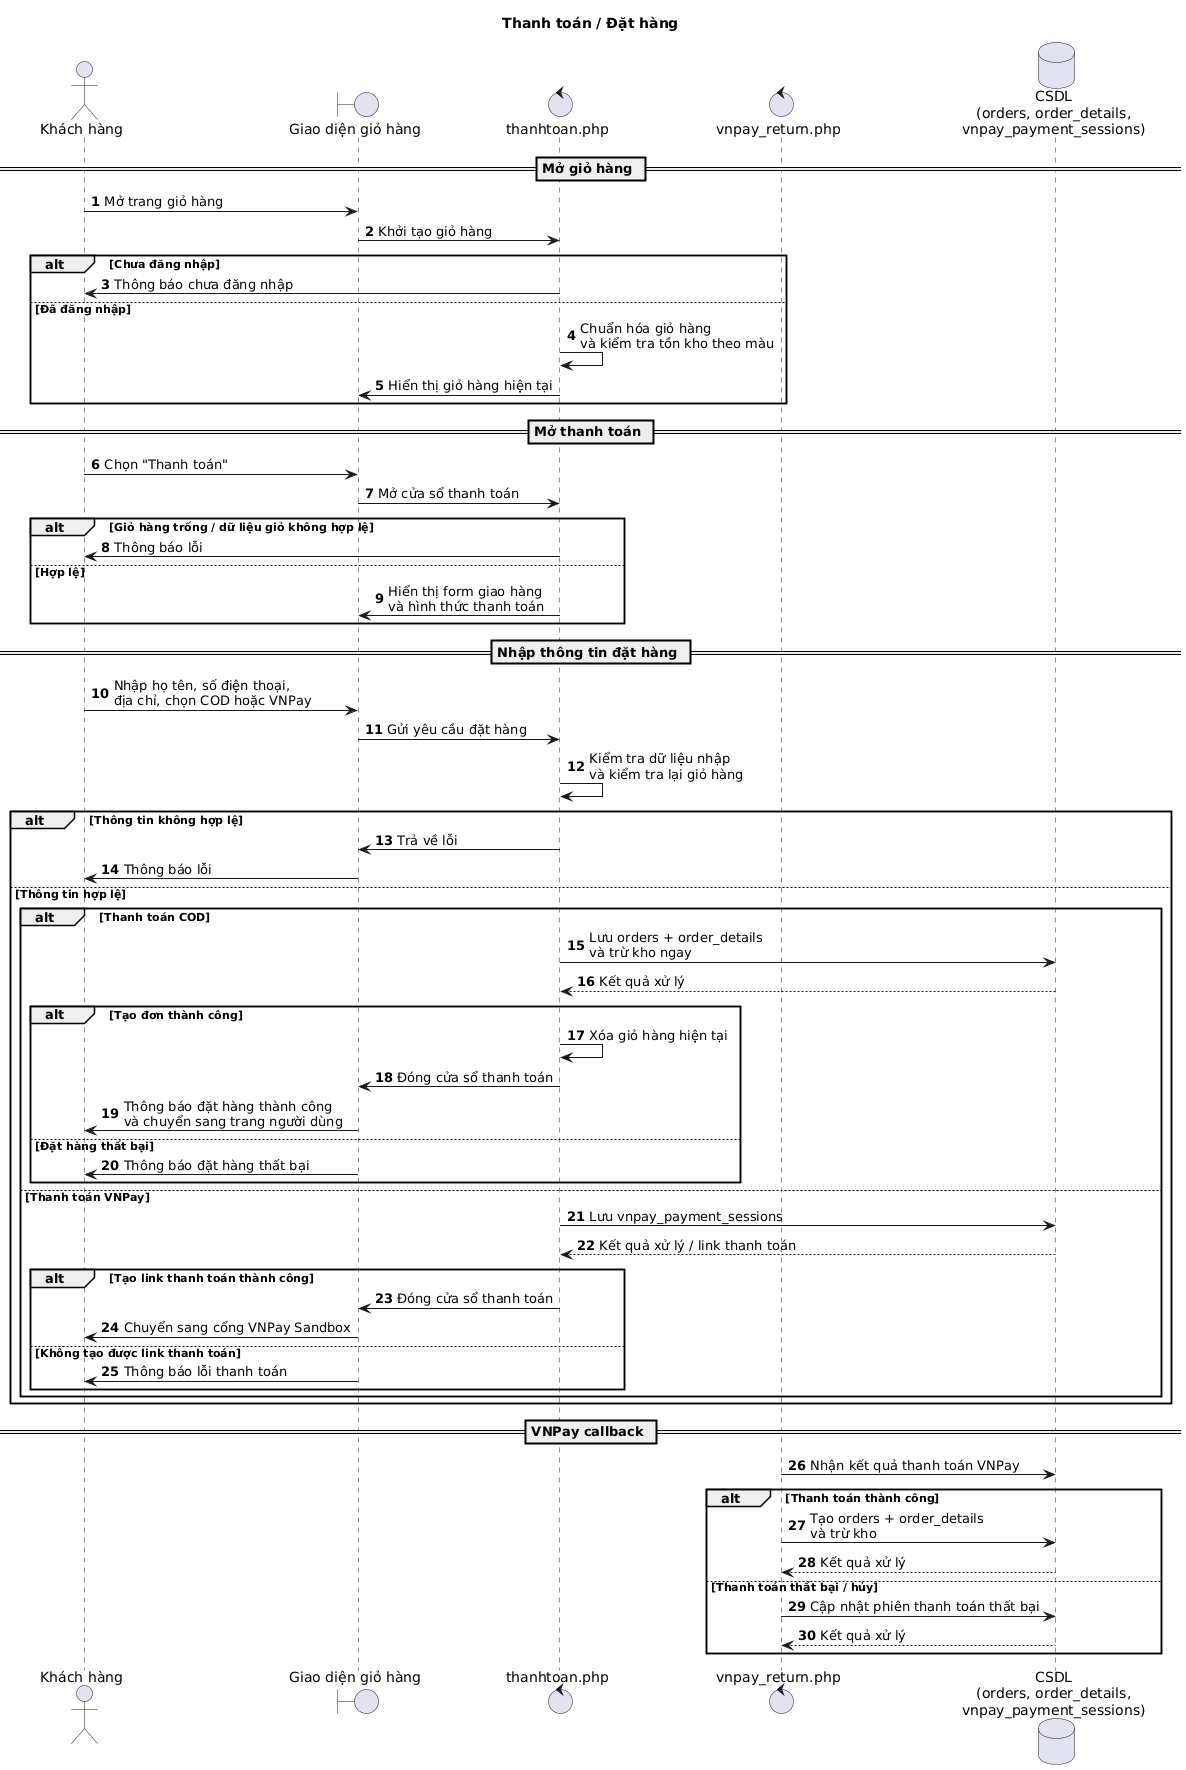 Thanh toán / Đặt hàng
Khách hàng
Giao diện giỏ hàng
thanhtoan.php
vnpay_return.php
CSDL
(orders, order_details,
vnpay_payment_sessions)
Mở giỏ hàng
1 Mở trang giỏ hàng
2 Khởi tạo giỏ hàng
alt [Chưa đăng nhập]
3 Thông báo chưa đăng nhập
[Đã đăng nhập]
4 Chuẩn hóa giỏ hàng
và kiểm tra tồn kho theo màu
5 Hiển thị giỏ hàng hiện tại
Mở thanh toán
6 Chọn "Thanh toán"
7 Mở cửa sổ thanh toán
alt [Giỏ hàng trống / dữ liệu giỏ không hợp lệ]
8 Thông báo lỗi
[Hợp lệ]
9 Hiển thị form giao hàng
và hình thức thanh toán
Nhập thông tin đặt hàng
10 Nhập họ tên, số điện thoại,
địa chỉ, chọn COD hoặc VNPay
11 Gửi yêu cầu đặt hàng
12 Kiểm tra dữ liệu nhập
và kiểm tra lại giỏ hàng
alt [Thông tin không hợp lệ]
13 Trả về lỗi
14 Thông báo lỗi
[Thông tin hợp lệ]
alt [Thanh toán COD]
15 Lưu orders + order_details
và trừ kho ngay
16 Kết quả xử lý
alt [Tạo đơn thành công]
17 Xóa giỏ hàng hiện tại
18 Đóng cửa sổ thanh toán
19 Thông báo đặt hàng thành công
và chuyển sang trang người dùng
[Đặt hàng thất bại]
20 Thông báo đặt hàng thất bại
[Thanh toán VNPay]
21 Lưu vnpay_payment_sessions
22 Kết quả xử lý / link thanh toán
alt [Tạo link thanh toán thành công]
23 Đóng cửa sổ thanh toán
24 Chuyển sang cổng VNPay Sandbox
[Không tạo được link thanh toán]
25 Thông báo lỗi thanh toán
VNPay callback
26 Nhận kết quả thanh toán VNPay
alt [Thanh toán thành công]
27 Tạo orders + order_details
và trừ kho
28 Kết quả xử lý
[Thanh toán thất bại / hủy]
29 Cập nhật phiên thanh toán thất bại
30 Kết quả xử lý
Khách hàng
Giao diện giỏ hàng
thanhtoan.php
vnpay_return.php
CSDL
(orders, order_details,
vnpay_payment_sessions)